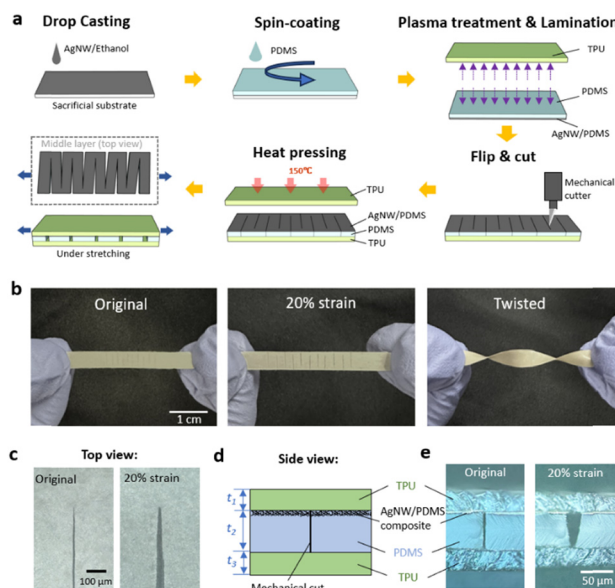 a
Drop Casting
Spin-coating
Plasma treatment & Lamination
AgNW/Ethanol
PDMS
TPU
Sacrificial substrate
PDMS
AgNW/PDMS
Middle layer (top view)
Heat pressing
Flip & cut
150℃
Mechanical
cutter
TPU
AgNW/PDMS
PDMS
TPU
Under stretching
b
Original
20% strain
Twisted
1 cm
c
Top view:
Original
20% strain
100 μm
d
Side view:
t1
t2
t3
TPU
AgNW/PDMS
composite
PDMS
TPU
Mechanical cut
e
Original
20% strain
50 μm